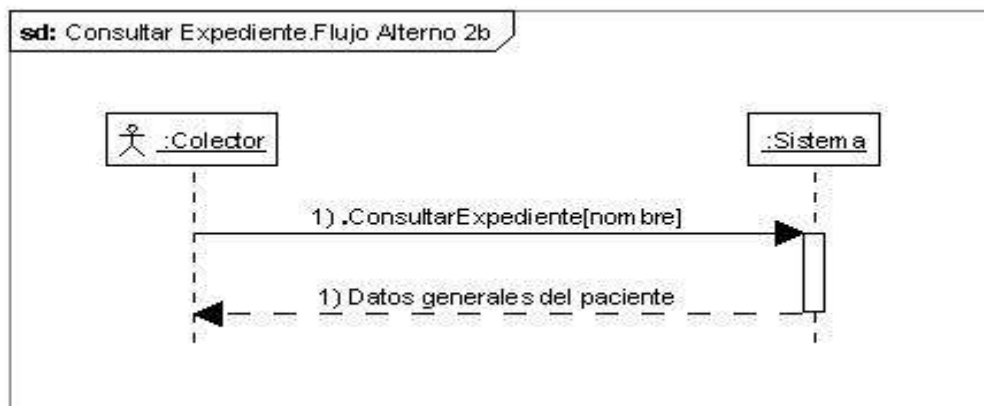 sd: Consultar Expediente.Flujo Alterno 2b
:Colector
:Sistema
1) .ConsultarExpediente[nombre]
1) Datos generales del paciente